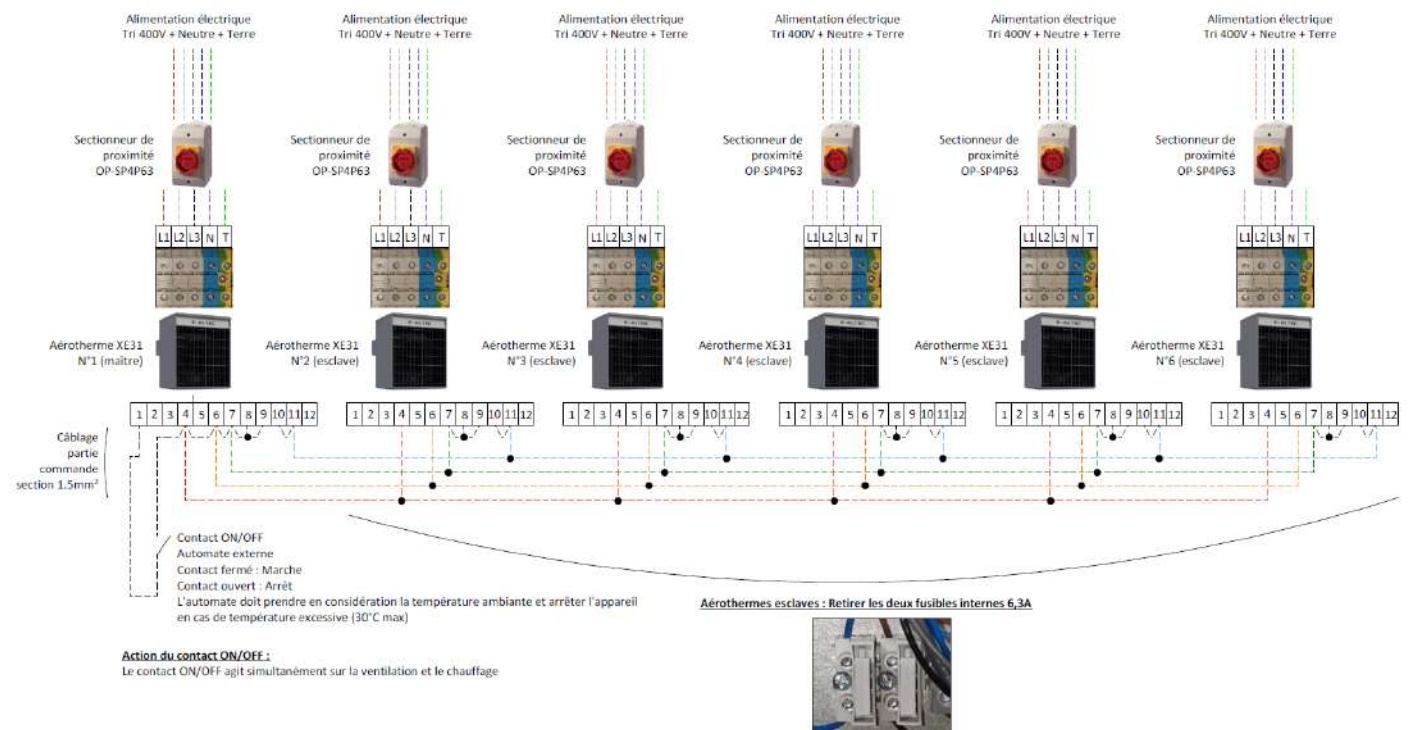 Alimentation électrique
Tri 400V + Neutre + Terre
Alimentation électrique
Tri 400V + Neutre + Terre
Alimentation électrique
Tri 400V + Neutre + Terre
Alimentation électrique
Tri 400V + Neutre + Terre
Alimentation électrique
Tri 400V + Neutre + Terre
Alimentation électrique
Tri 400V + Neutre + Terre
Sectionneur de
proximité
OP-SP4P63
Sectionneur de
proximité
OP-SP4P63
Sectionneur de
proximité
OP-SP4P63
Sectionneur de
proximité
OP-SP4P63
Sectionneur de
proximité
OP-SP4P63
Sectionneur de
proximité
OP-SP4P63
L1 L2 L3 N T
L1 L2 L3 N T
L1 L2 L3 N T
L1 L2 L3 N T
L1 L2 L3 N T
L1 L2 L3 N T
Aérotherme XE31
N°1 (maitre)
Aérotherme XE31
N°2 (esclave)
Aérotherme XE31
N°3 (esclave)
Aérotherme XE31
N°4 (esclave)
Aérotherme XE31
N°5 (esclave)
Aérotherme XE31
N°6 (esclave)
1 2 3 4 5 6 7 8 9 10 11 12
1 2 3 4 5 6 7 8 9 10 11 12
1 2 3 4 5 6 7 8 9 10 11 12
1 2 3 4 5 6 7 8 9 10 11 12
1 2 3 4 5 6 7 8 9 10 11 12
1 2 3 4 5 6 7 8 9 10 11 12
Câblage
partie
commande
section 1.5mm²
Contact ON/OFF
Automate externe
Contact fermé : Marche
Contact ouvert : Arrêt
L'automate doit prendre en considération la température ambiante et arrêter l'appareil
en cas de température excessive (30°C max)
Aérothermes esclaves : Retirer les deux fusibles internes 6,3A
Action du contact ON/OFF :
Le contact ON/OFF agit simultanément sur la ventilation et le chauffage